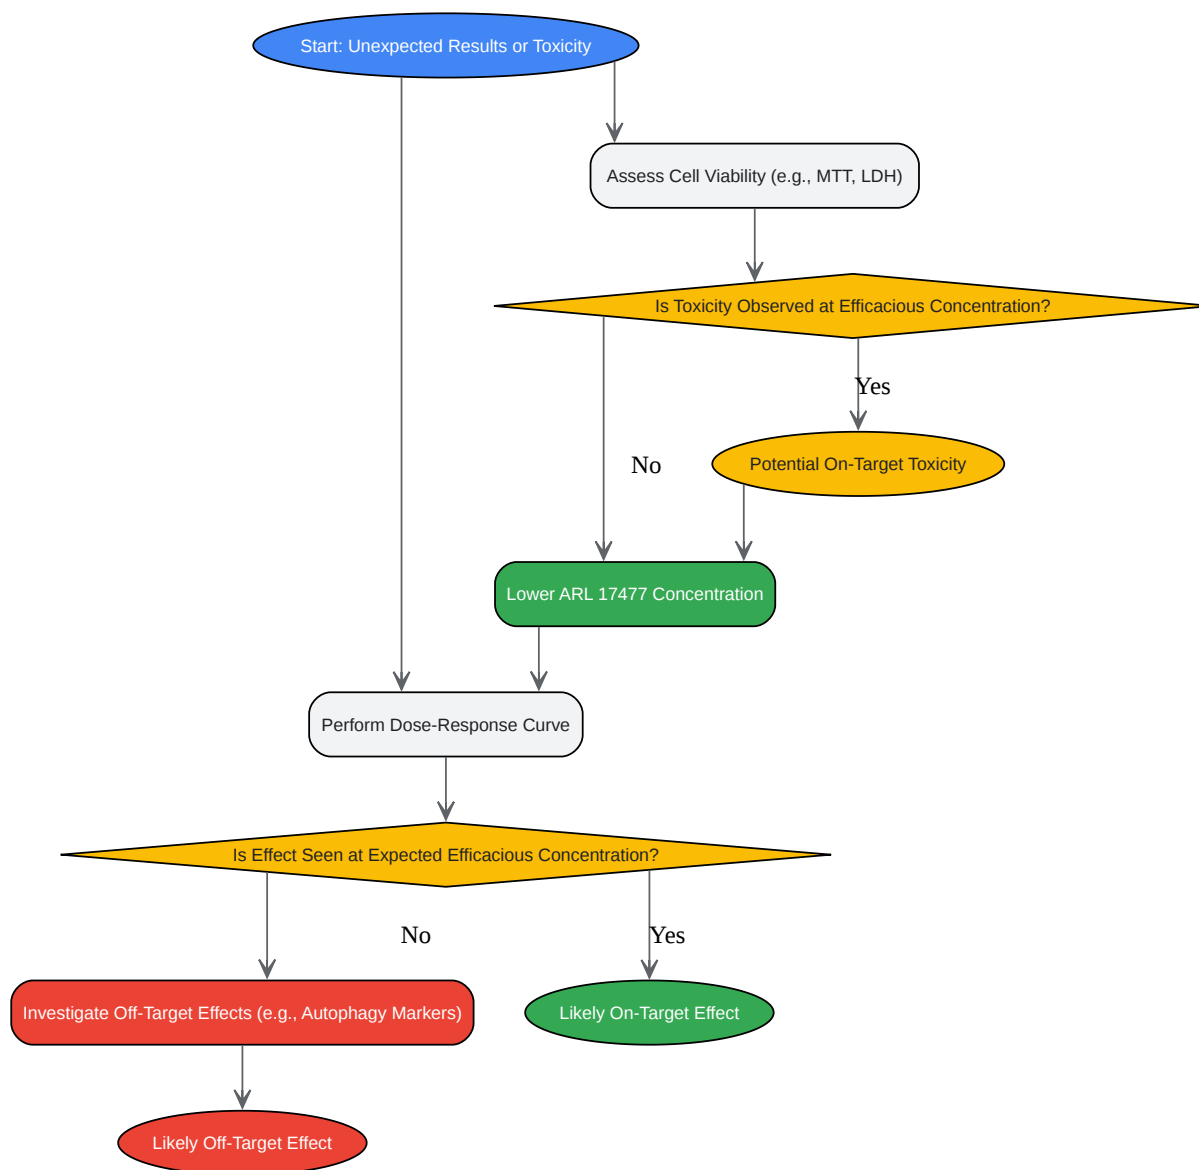 Start: Unexpected Results or Toxicity
Assess Cell Viability (e.g., MTT, LDH)
Is Toxicity Observed at Efficacious Concentration?
Yes
No
Potential On-Target Toxicity
Lower ARL 17477 Concentration
Perform Dose-Response Curve
Is Effect Seen at Expected Efficacious Concentration?
No
Yes
Investigate Off-Target Effects (e.g., Autophagy Markers)
Likely On-Target Effect
Likely Off-Target Effect